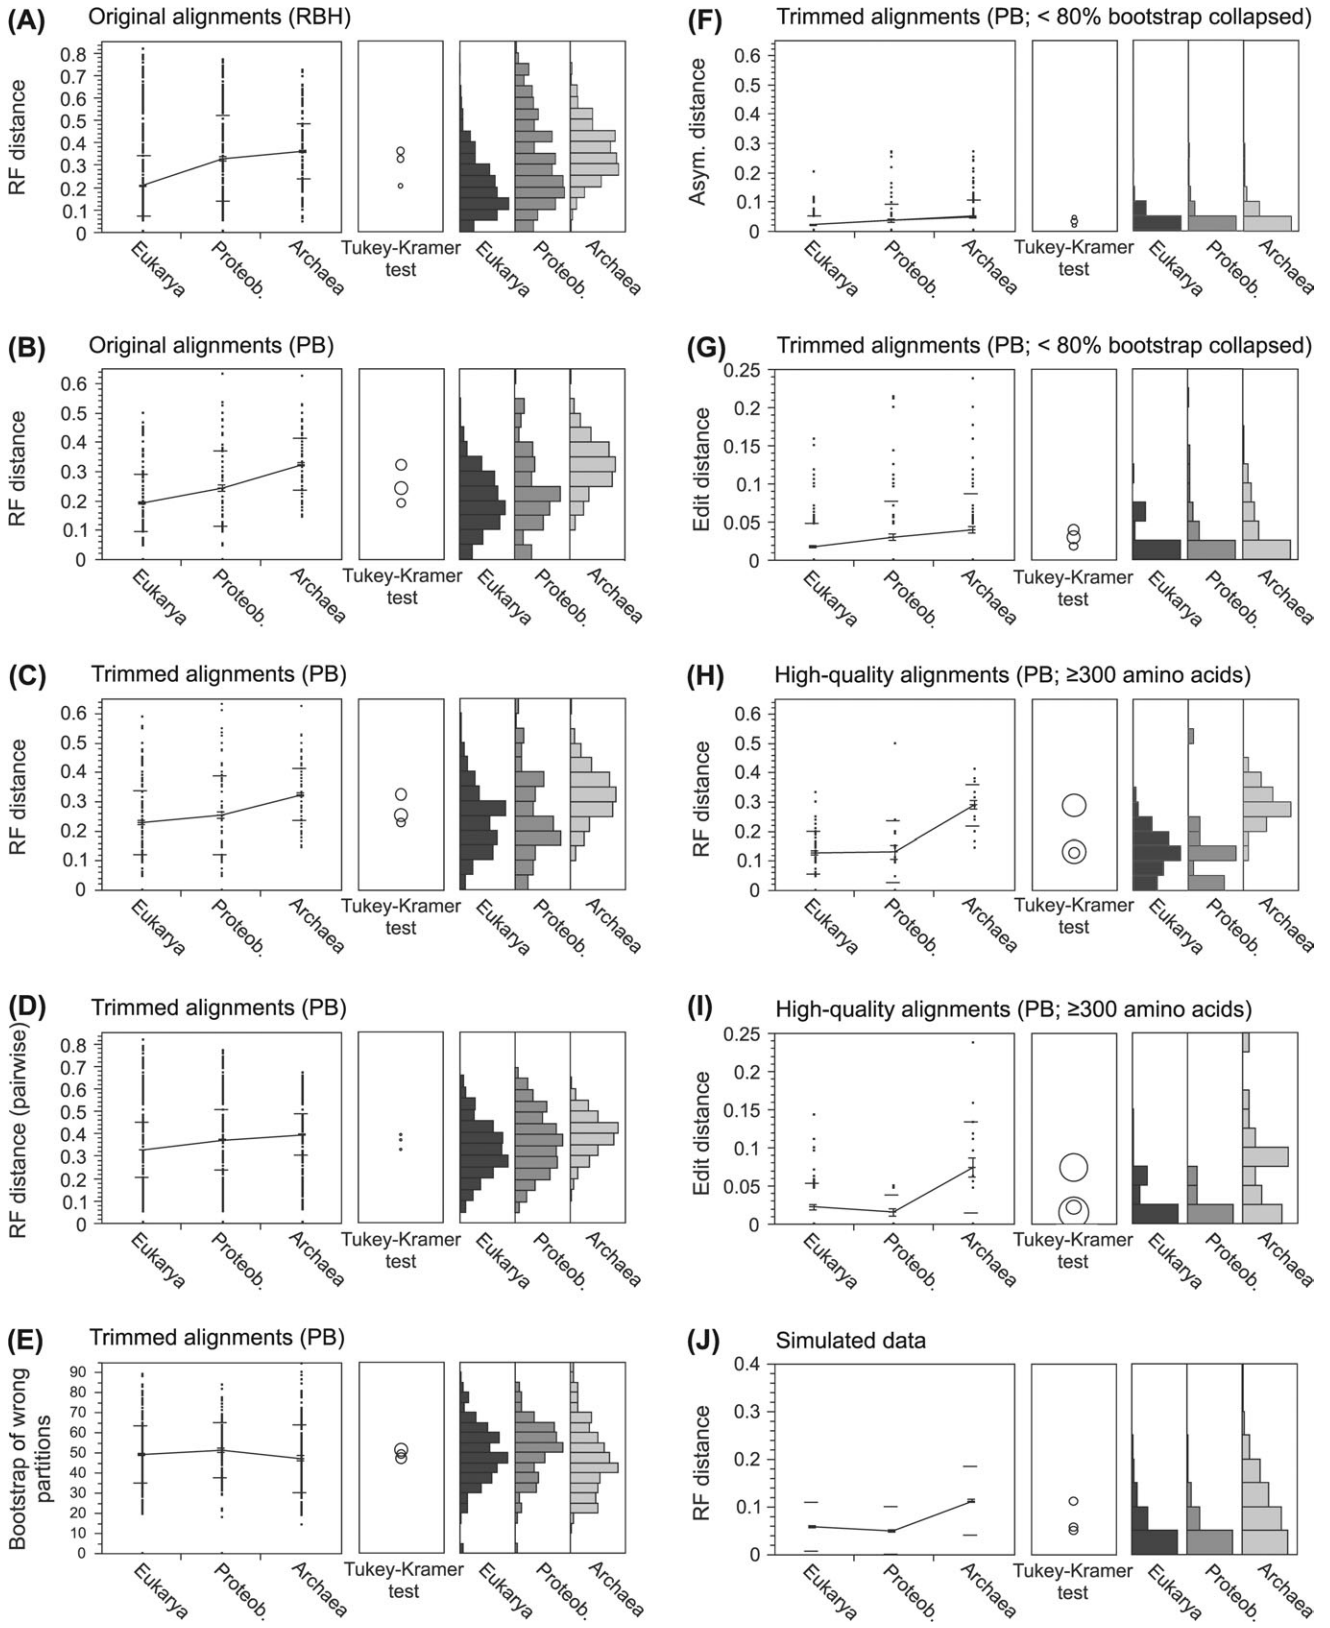 (A) Original alignments (RBH)
RF distance
0.8
0.7
0.6
0.5
0.4
0.3
0.2
0.1
0
Eukarya
Proteob.
Archaea
Tukey-Kramer
test
Eukarya
Proteob.
Archaea
(B) Original alignments (PB)
RF distance
0.6
0.5
0.4
0.3
0.2
0.1
0
Eukarya
Proteob.
Archaea
Tukey-Kramer
test
Eukarya
Proteob.
Archaea
(C) Trimmed alignments (PB)
RF distance
0.6
0.5
0.4
0.3
0.2
0.1
0
Eukarya
Proteob.
Archaea
Tukey-Kramer
test
Eukarya
Proteob.
Archaea
(D) Trimmed alignments (PB)
RF distance (pairwise)
0.8
0.7
0.6
0.5
0.4
0.3
0.2
0.1
0
Eukarya
Proteob.
Archaea
Tukey-Kramer
test
Eukarya
Proteob.
Archaea
(E) Trimmed alignments (PB)
Bootstrap of wrong
partitions
90
80
70
60
50
40
30
20
10
0
Eukarya
Proteob.
Archaea
Tukey-Kramer
test
Eukarya
Proteob.
Archaea
(F) Trimmed alignments (PB; < 80% bootstrap collapsed)
Asym. distance
0.6
0.5
0.4
0.3
0.2
0.1
0
Eukarya
Proteob.
Archaea
Tukey-Kramer
test
Eukarya
Proteob.
Archaea
(G) Trimmed alignments (PB; < 80% bootstrap collapsed)
Edit distance
0.25
0.2
0.15
0.1
0.05
0
Eukarya
Proteob.
Archaea
Tukey-Kramer
test
Eukarya
Proteob.
Archaea
(H) High-quality alignments (PB; ≥300 amino acids)
RF distance
0.6
0.5
0.4
0.3
0.2
0.1
0
Eukarya
Proteob.
Archaea
Tukey-Kramer
test
Eukarya
Proteob.
Archaea
(I) High-quality alignments (PB; ≥300 amino acids)
Edit distance
0.25
0.2
0.15
0.1
0.05
0
Eukarya
Proteob.
Archaea
Tukey-Kramer
test
Eukarya
Proteob.
Archaea
(J) Simulated data
RF distance
0.4
0.3
0.2
0.1
0
Eukarya
Proteob.
Archaea
Tukey-Kramer
test
Eukarya
Proteob.
Archaea